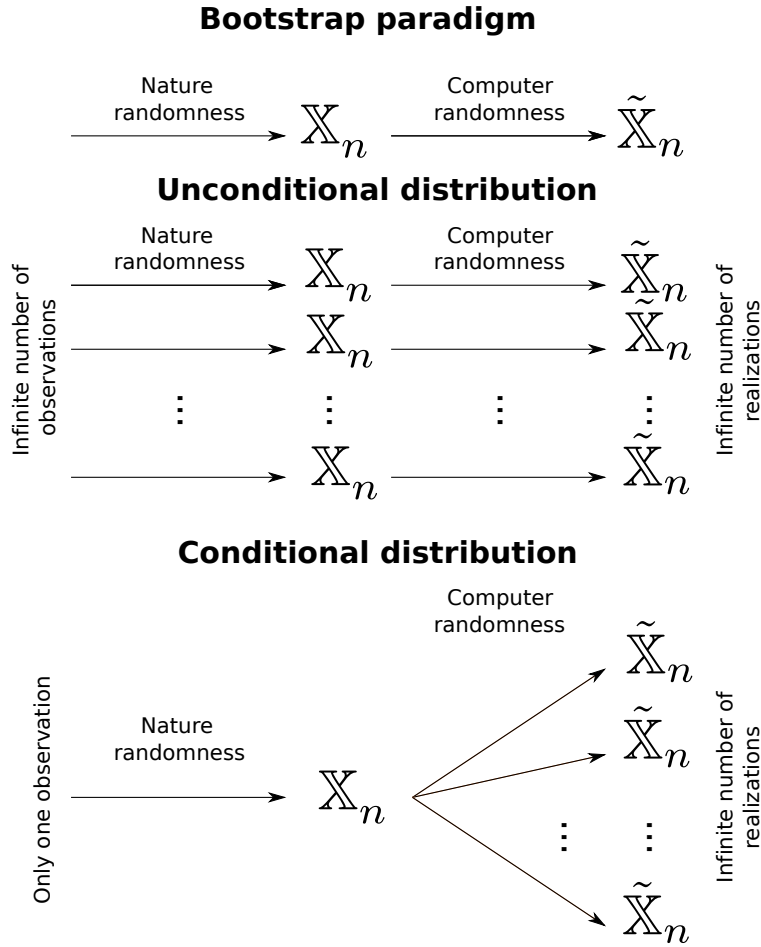 Bootstrap paradigm
Nature
randomness
𝕏ₙ
Computer
randomness
𝕏̃ₙ
Unconditional distribution
Infinite number of
observations
Nature
randomness
𝕏ₙ
Computer
randomness
𝕏̃ₙ
𝕏ₙ
𝕏̃ₙ
⋮ ⋮ ⋮ ⋮
𝕏ₙ
𝕏̃ₙ
Infinite number of
realizations
Conditional distribution
Only one observation
Nature
randomness
𝕏ₙ
Computer
randomness
𝕏̃ₙ
𝕏̃ₙ
⋮ ⋮
𝕏̃ₙ
Infinite number of
realizations